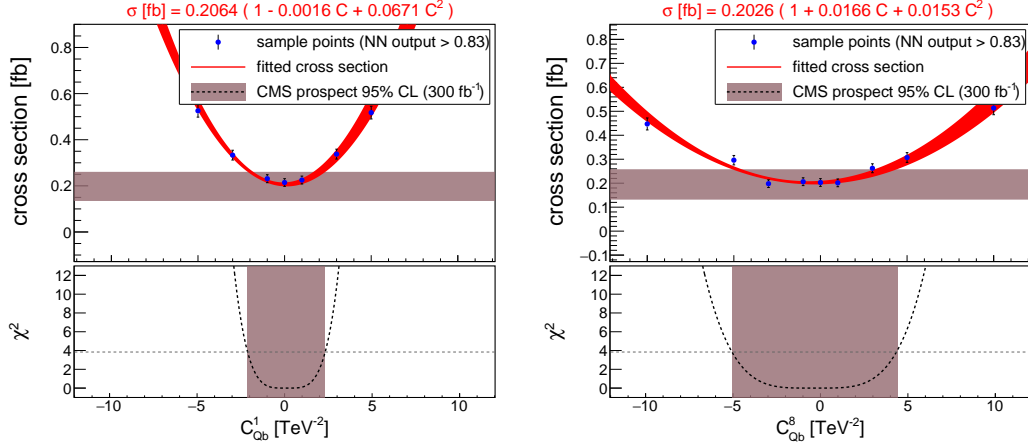 σ [fb] = 0.2064 ( 1 - 0.0016 C + 0.0671 C²)
cross section [fb]
0.8
0.6
0.4
0.2
0
sample points (NN output > 0.83)
fitted cross section
CMS prospect 95% CL (300 fb⁻¹)
χ²
12
10
8
6
4
2
0
−10 −5 0 5 10
C¹Qb [TeV⁻²]
σ [fb] = 0.2026 ( 1 + 0.0166 C + 0.0153 C²)
cross section [fb]
0.8
0.7
0.6
0.5
0.4
0.3
0.2
0.1
0
−0.1
sample points (NN output > 0.83)
fitted cross section
CMS prospect 95% CL (300 fb⁻¹)
χ²
12
10
8
6
4
2
0
−10 −5 0 5 10
C⁸Qb [TeV⁻²]